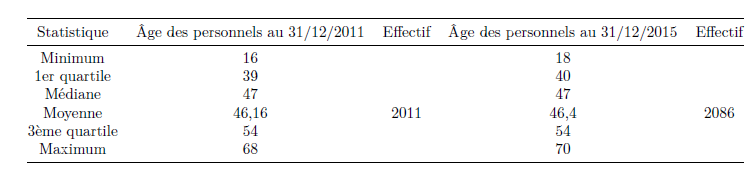 Statistique Âge des personnels au 31/12/2011 Effectif Âge des personnels au 31/12/2015 Effectif
Minimum 16 18
1er quartile 39 40
Médiane 47 47
Moyenne 46,16 2011 46,4 2086
3ème quartile 54 54
Maximum 68 70